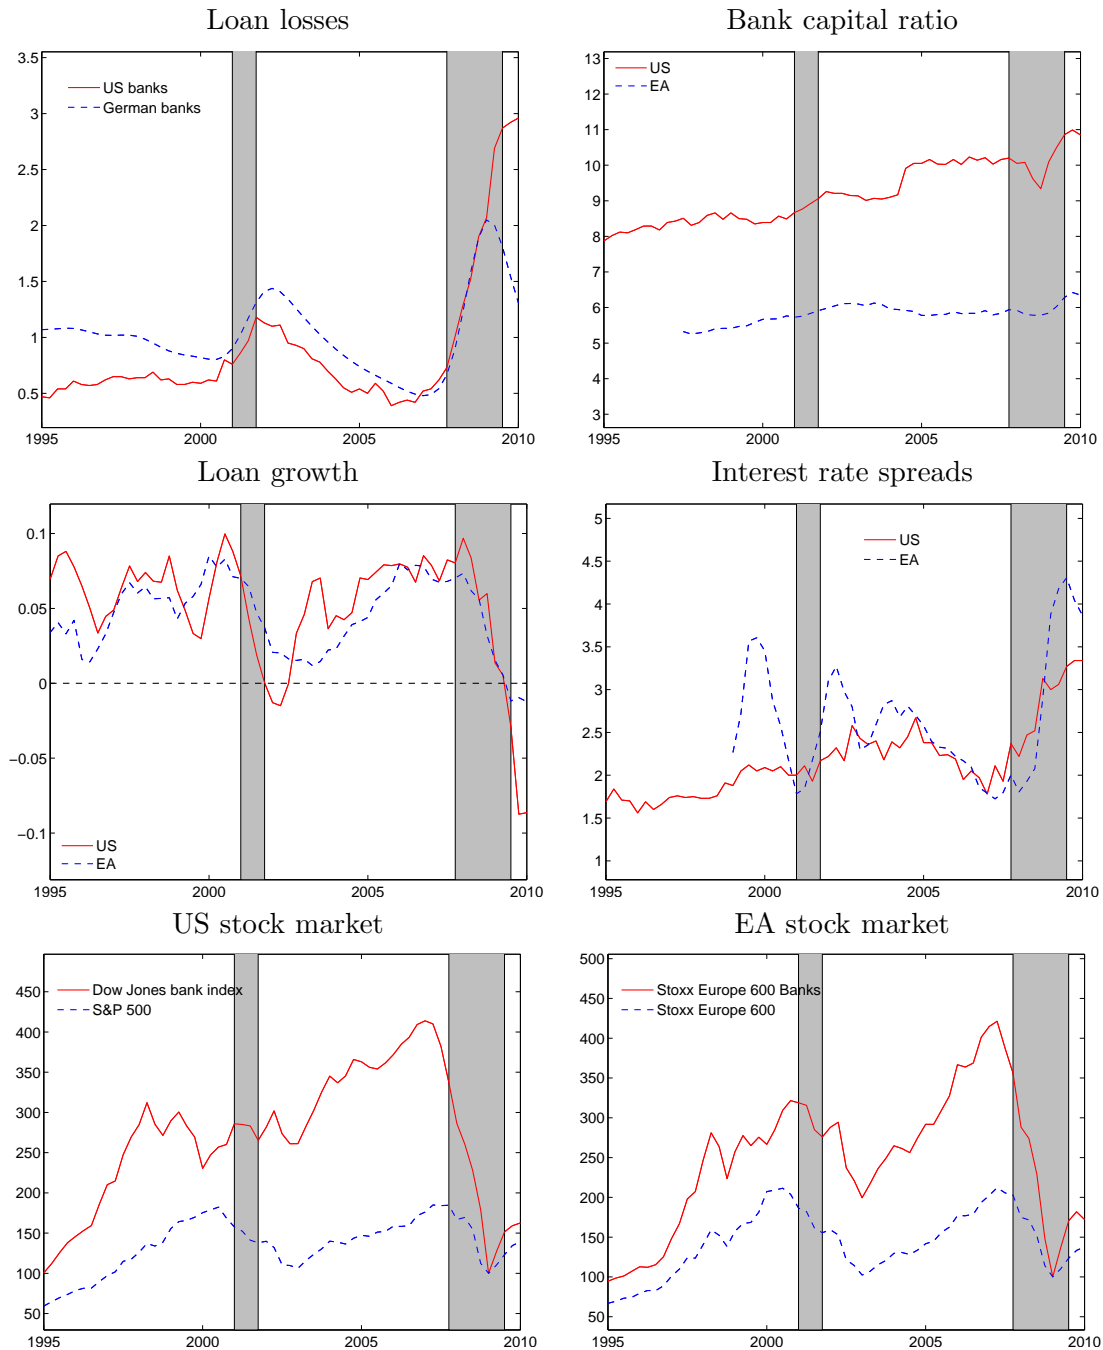 Loan losses
3.5
3
2.5
2
1.5
1
0.5
1995 2000 2005 2010
US banks
German banks
Bank capital ratio
13
12
11
10
9
8
7
6
5
4
3
1995 2000 2005 2010
US
EA
Loan growth
0.1
0.05
0
−0.05
−0.1
1995 2000 2005 2010
US
EA
Interest rate spreads
5
4.5
4
3.5
3
2.5
2
1.5
1
1995 2000 2005 2010
US
EA
US stock market
450
400
350
300
250
200
150
100
50
1995 2000 2005 2010
Dow Jones bank index
S&P 500
EA stock market
500
450
400
350
300
250
200
150
100
50
1995 2000 2005 2010
Stoxx Europe 600 Banks
Stoxx Europe 600